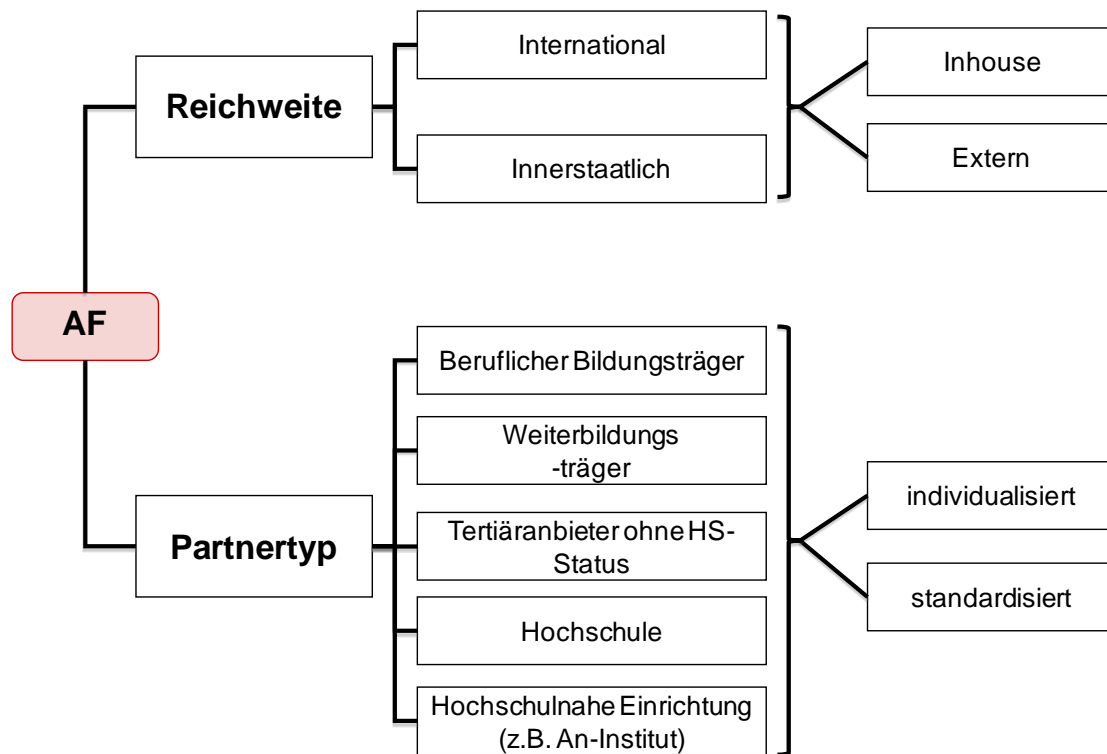 International
Inhouse
Reichweite
Extern
Innerstaatlich
AF
Beruflicher Bildungsträger
Weiterbildungs
-träger
individualisiert
Partnertyp
Tertiäranbieter ohne HS-
Status
standardisiert
Hochschule
Hochschulnahe Einrichtung
(z.B. An-Institut)